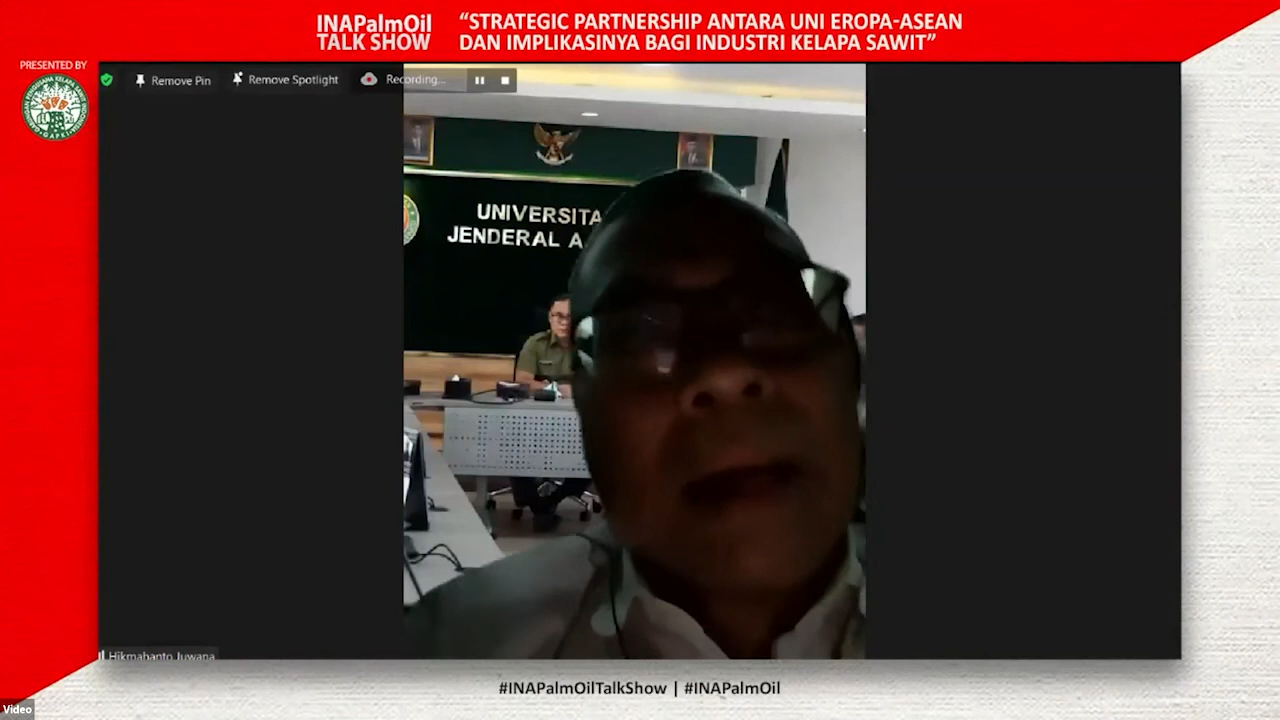 INAPalmOil
TALK SHOW
“STRATEGIC PARTNERSHIP ANTARA UNI EROPA-ASEAN
DAN IMPLIKASINYA BAGI INDUSTRI KELAPA SAWIT”
PRESENTED BY
Remove Pin
Remove Spotlight
Recording...
UNIVERSITA
JENDERAL A
Hikmahanto Juwana
#INAPalmOilTalkShow | #INAPalmOil
Video